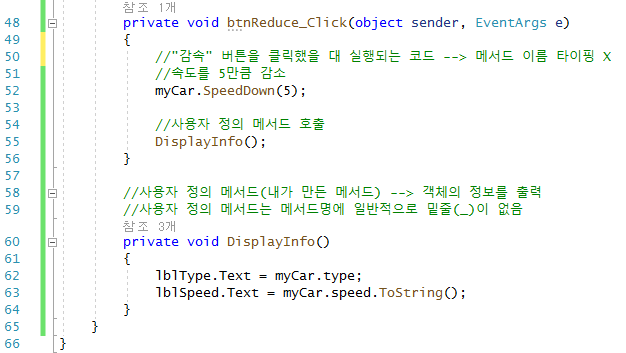 참조 1개
48 private void btnReduce_Click(object sender, EventArgs e)
49 {
50 //"감속" 버튼을 클릭했을 대 실행되는 코드 --> 메서드 이름 타이핑 X
51 //속도를 5만큼 감소
52 myCar.SpeedDown(5);
53
54 //사용자 정의 메서드 호출
55 DisplayInfo();
56 }
57
58 //사용자 정의 메서드(내가 만든 메서드) --> 객체의 정보를 출력
59 //사용자 정의 메서드는 메서드명에 일반적으로 밑줄(_)이 없음
참조 3개
60 private void DisplayInfo()
61 {
62 lblType.Text = myCar.type;
63 lblSpeed.Text = myCar.speed.ToString();
64 }
65 }
66 }